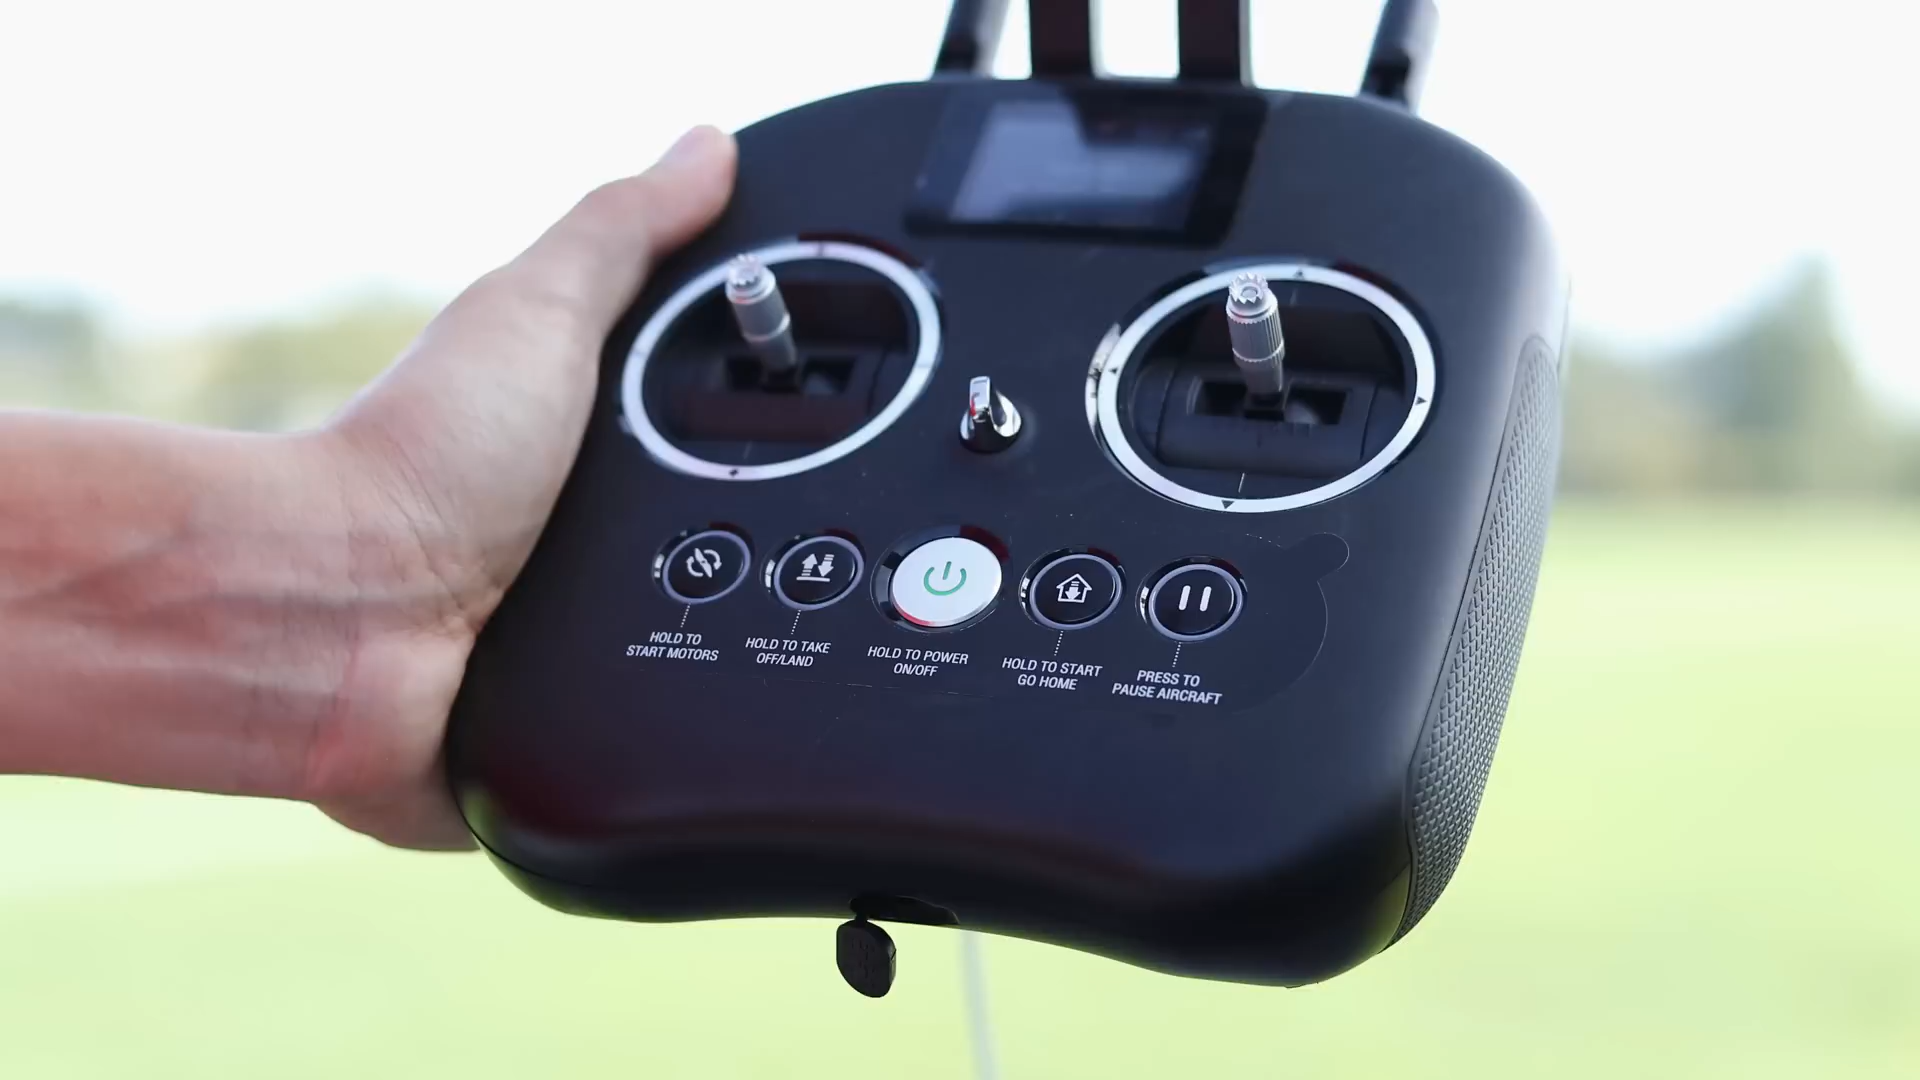 HOLD TO
START MOTORS
HOLD TO TAKE
OFF/LAND
HOLD TO POWER
ON/OFF
HOLD TO START
GO HOME
PRESS TO
PAUSE AIRCRAFT